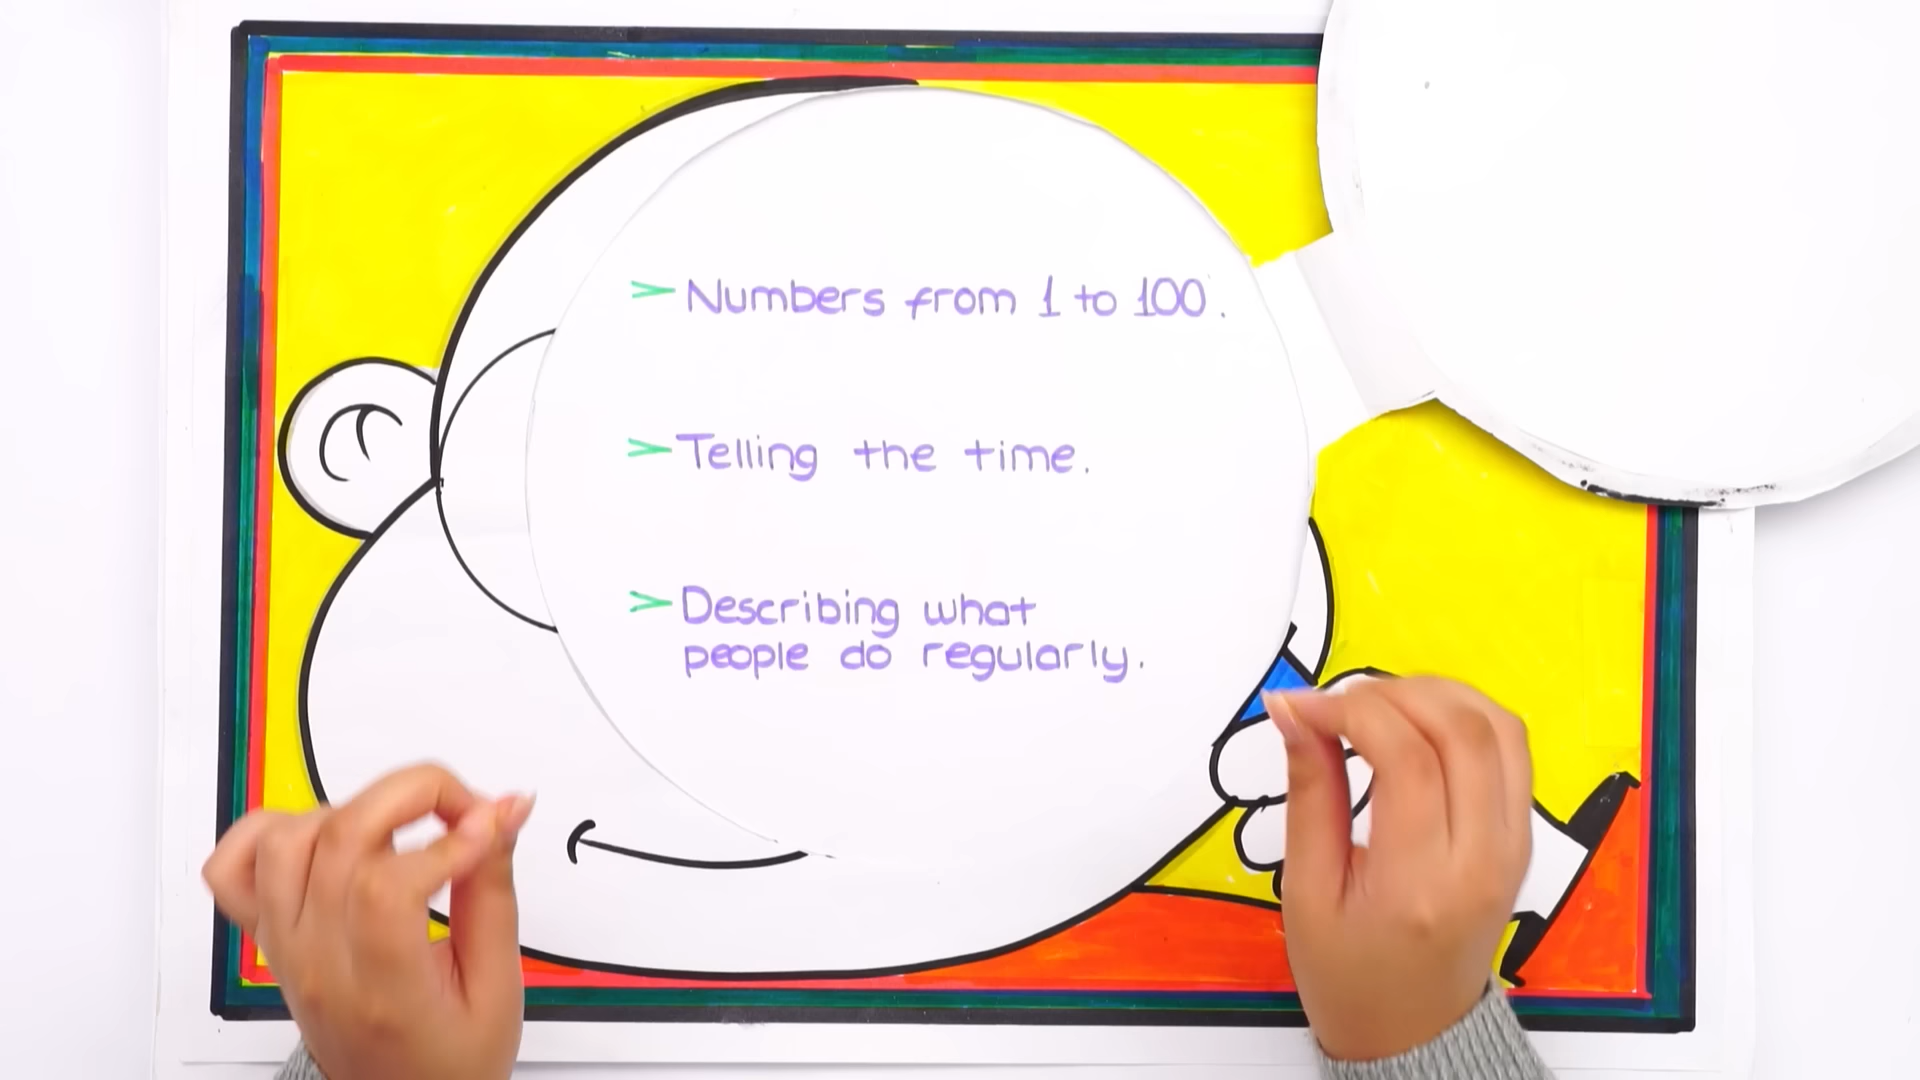 > Numbers from 1 to 100.
> Telling the time.
> Describing what
people do regularly.